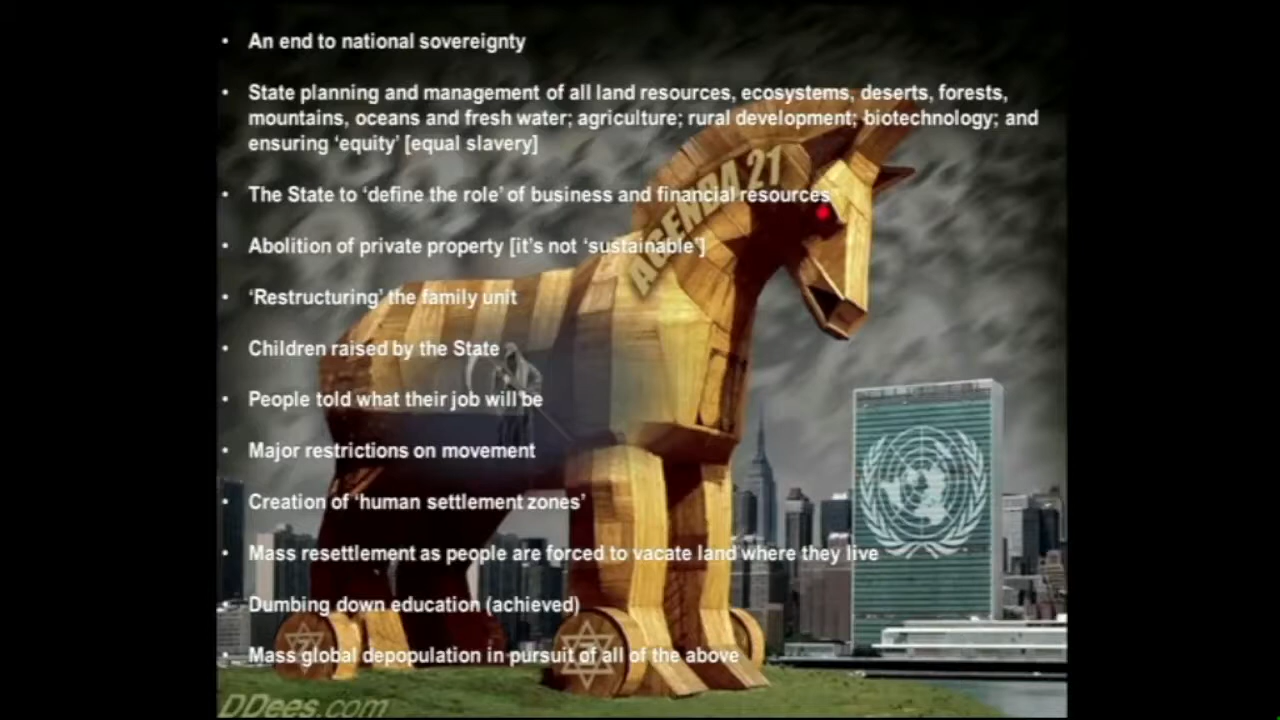 • An end to national sovereignty
• State planning and management of all land resources, ecosystems, deserts, forests,
mountains, oceans and fresh water; agriculture; rural development; biotechnology; and
ensuring ‘equity’ [equal slavery]
• The State to ‘define the role’ of business and financial resources
• Abolition of private property [it’s not ‘sustainable’]
• ‘Restructuring’ the family unit
• Children raised by the State
• People told what their job will be
• Major restrictions on movement
• Creation of ‘human settlement zones’
• Mass resettlement as people are forced to vacate land where they live
• Dumbing down education (achieved)
• Mass global depopulation in pursuit of all of the above
AGENDA 21
DDees.com